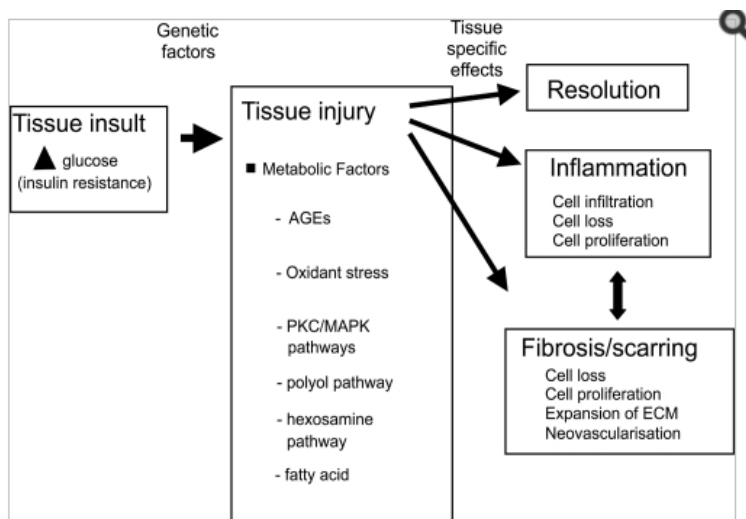 Genetic
factors
Tissue
specific
effects
Tissue insult
▲ glucose
(insulin resistance)
Tissue injury
■ Metabolic Factors
- AGEs
- Oxidant stress
- PKC/MAPK
pathways
- polyol pathway
- hexosamine
pathway
- fatty acid
Resolution
Inflammation
Cell infiltration
Cell loss
Cell proliferation
Fibrosis/scarring
Cell loss
Cell proliferation
Expansion of ECM
Neovascularisation